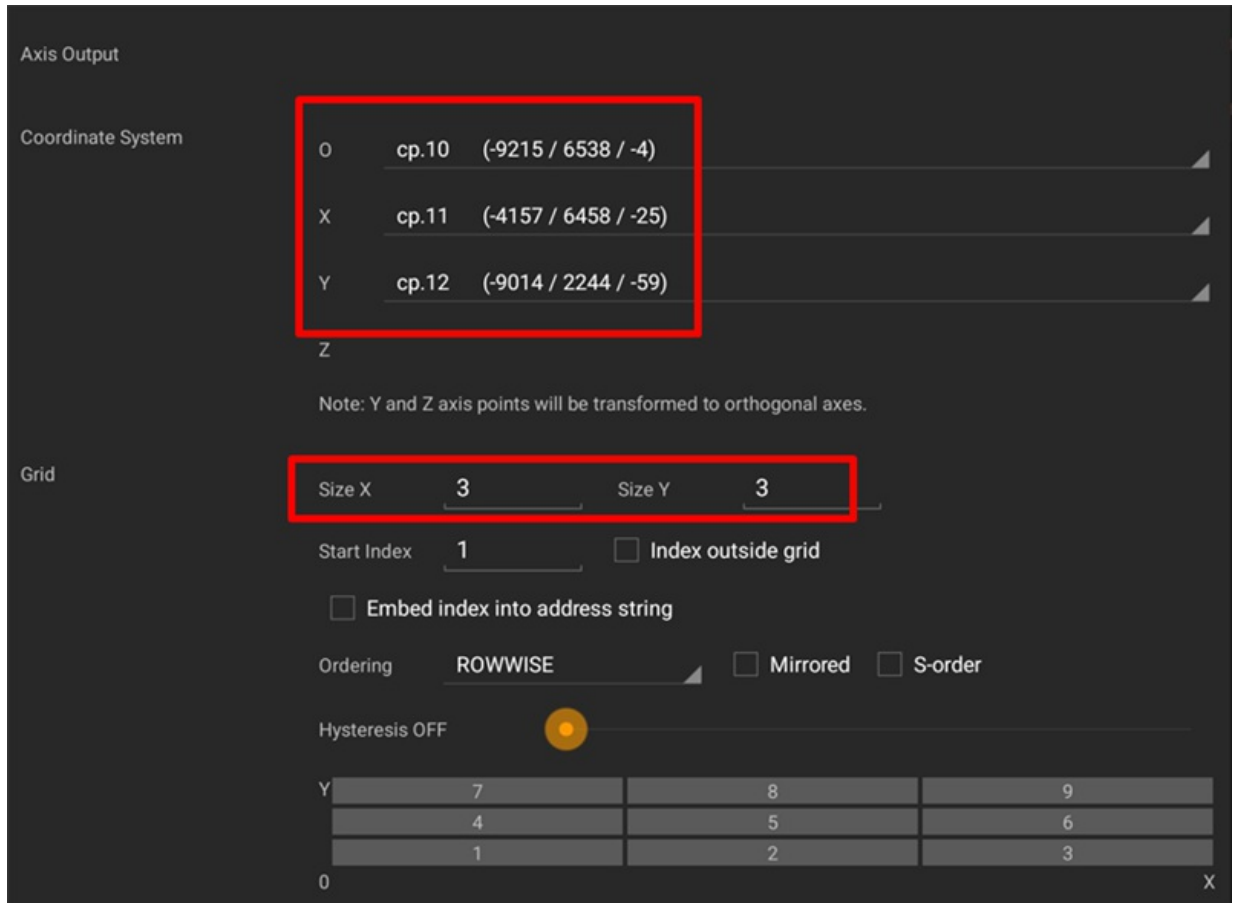 Axis Output
Coordinate System
O cp.10 (-9215 / 6538 / -4)
X cp.11 (-4157 / 6458 / -25)
Y cp.12 (-9014 / 2244 / -59)
Z
Note: Y and Z axis points will be transformed to orthogonal axes.
Grid
Size X 3 Size Y 3
Start Index 1 Index outside grid
Embed index into address string
Ordering ROWWISE Mirrored S-order
Hysteresis OFF
Y 7 8 9
4 5 6
1 2 3
0 X